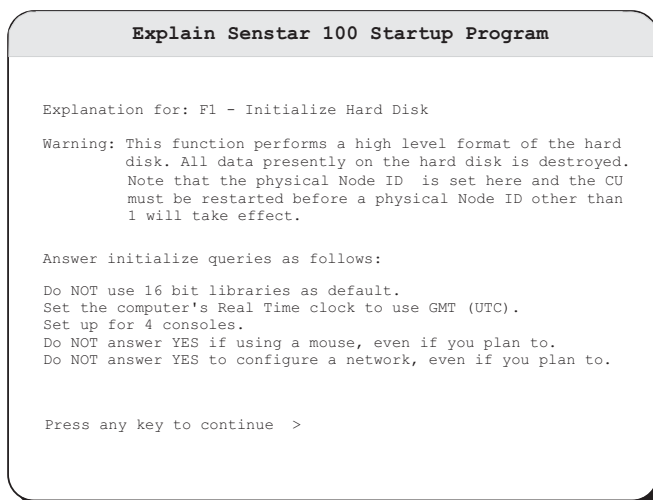 Explain Senstar 100 Startup Program
Explanation for: F1 - Initialize Hard Disk
Warning: This function performs a high level format of the hard
disk. All data presently on the hard disk is destroyed.
Note that the physical Node ID is set here and the CU
must be restarted before a physical Node ID other than
1 will take effect.
Answer initialize queries as follows:
Do NOT use 16 bit libraries as default.
Set the computer's Real Time clock to use GMT (UTC).
Set up for 4 consoles.
Do NOT answer YES if using a mouse, even if you plan to.
Do NOT answer YES to configure a network, even if you plan to.
Press any key to continue >